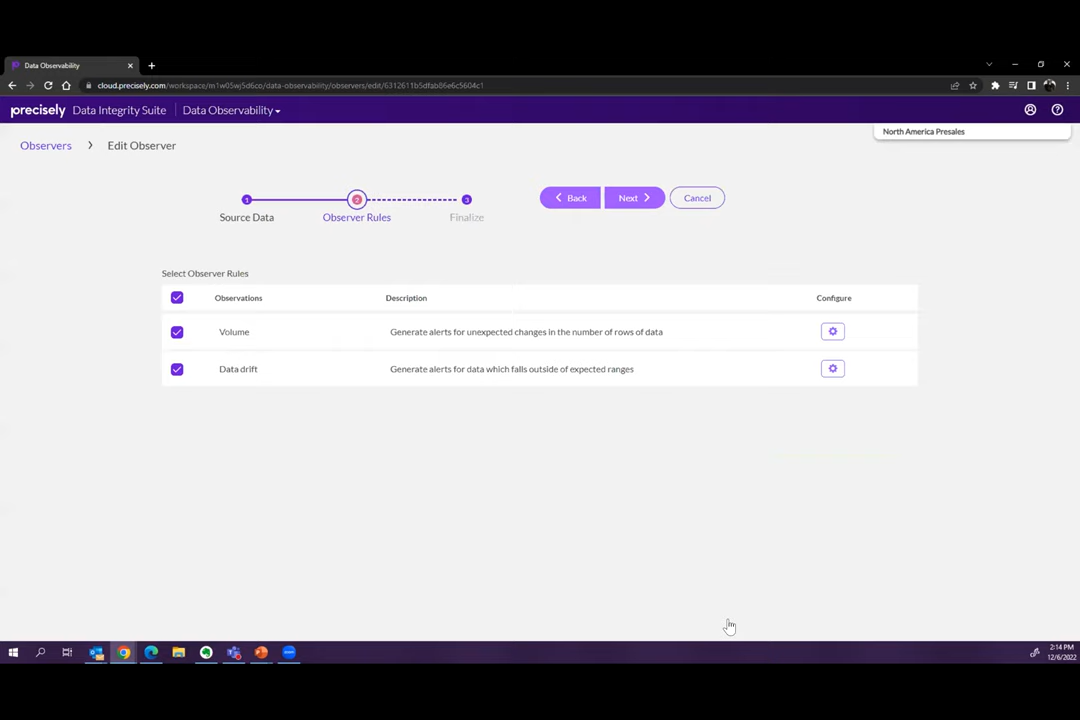 Data Observability
cloud.precisely.com/workspace/m1w05wj5d6co/data-observability/observers/edit/6312611b5dfab86e6c5604c1
precisely Data Integrity Suite Data Observability
North America Presales
Observers > Edit Observer
1 2 3
Source Data Observer Rules Finalize
Back Next Cancel
Select Observer Rules
Observations Description Configure
Volume Generate alerts for unexpected changes in the number of rows of data
Data drift Generate alerts for data which falls outside of expected ranges
2:14 PM
12/6/2022